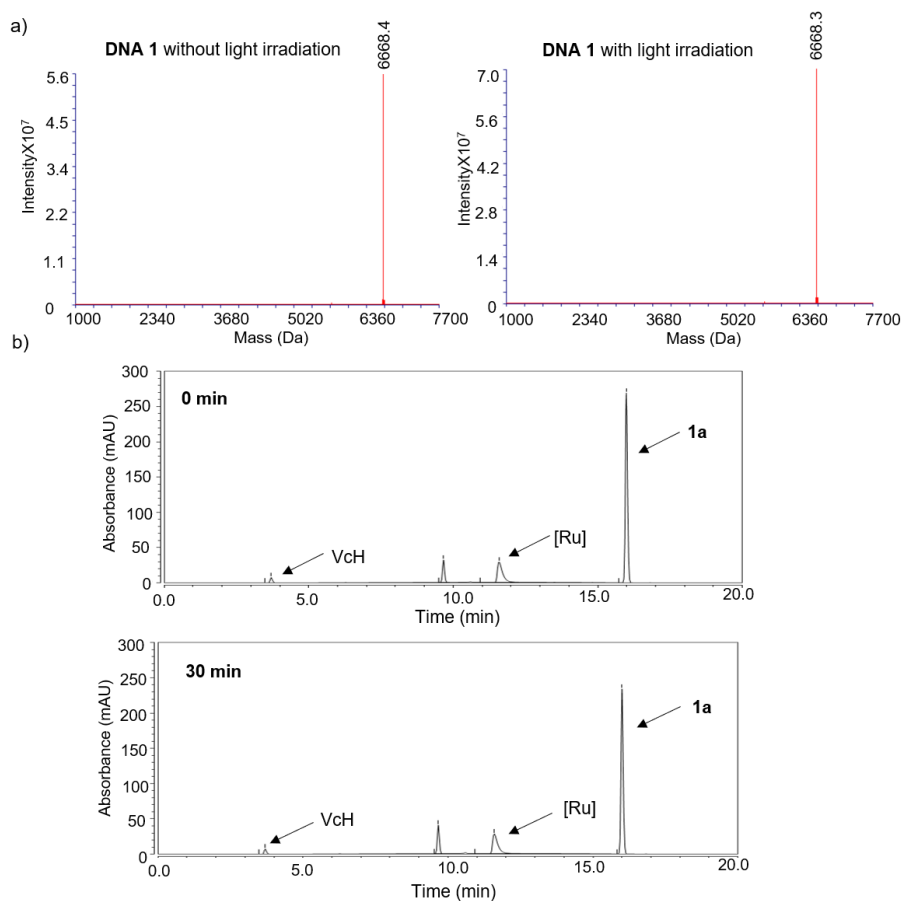 a)
DNA 1 without light irradiation
6668.4
5.6
4.5
3.4
2.2
1.1
0
IntensityX10⁷
1000 2340 3680 5020 6360 7700
Mass (Da)
DNA 1 with light irradiation
6668.3
7.0
5.6
4.2
2.8
1.4
0
IntensityX10⁷
1000 2340 3680 5020 6360 7700
Mass (Da)
b)
0 min
300
250
200
150
100
50
0
Absorbance (mAU)
VcH
[Ru]
1a
0.0 5.0 10.0 15.0 20.0
Time (min)
30 min
300
250
200
150
100
50
0
Absorbance (mAU)
VcH
[Ru]
1a
0.0 5.0 10.0 15.0 20.0
Time (min)